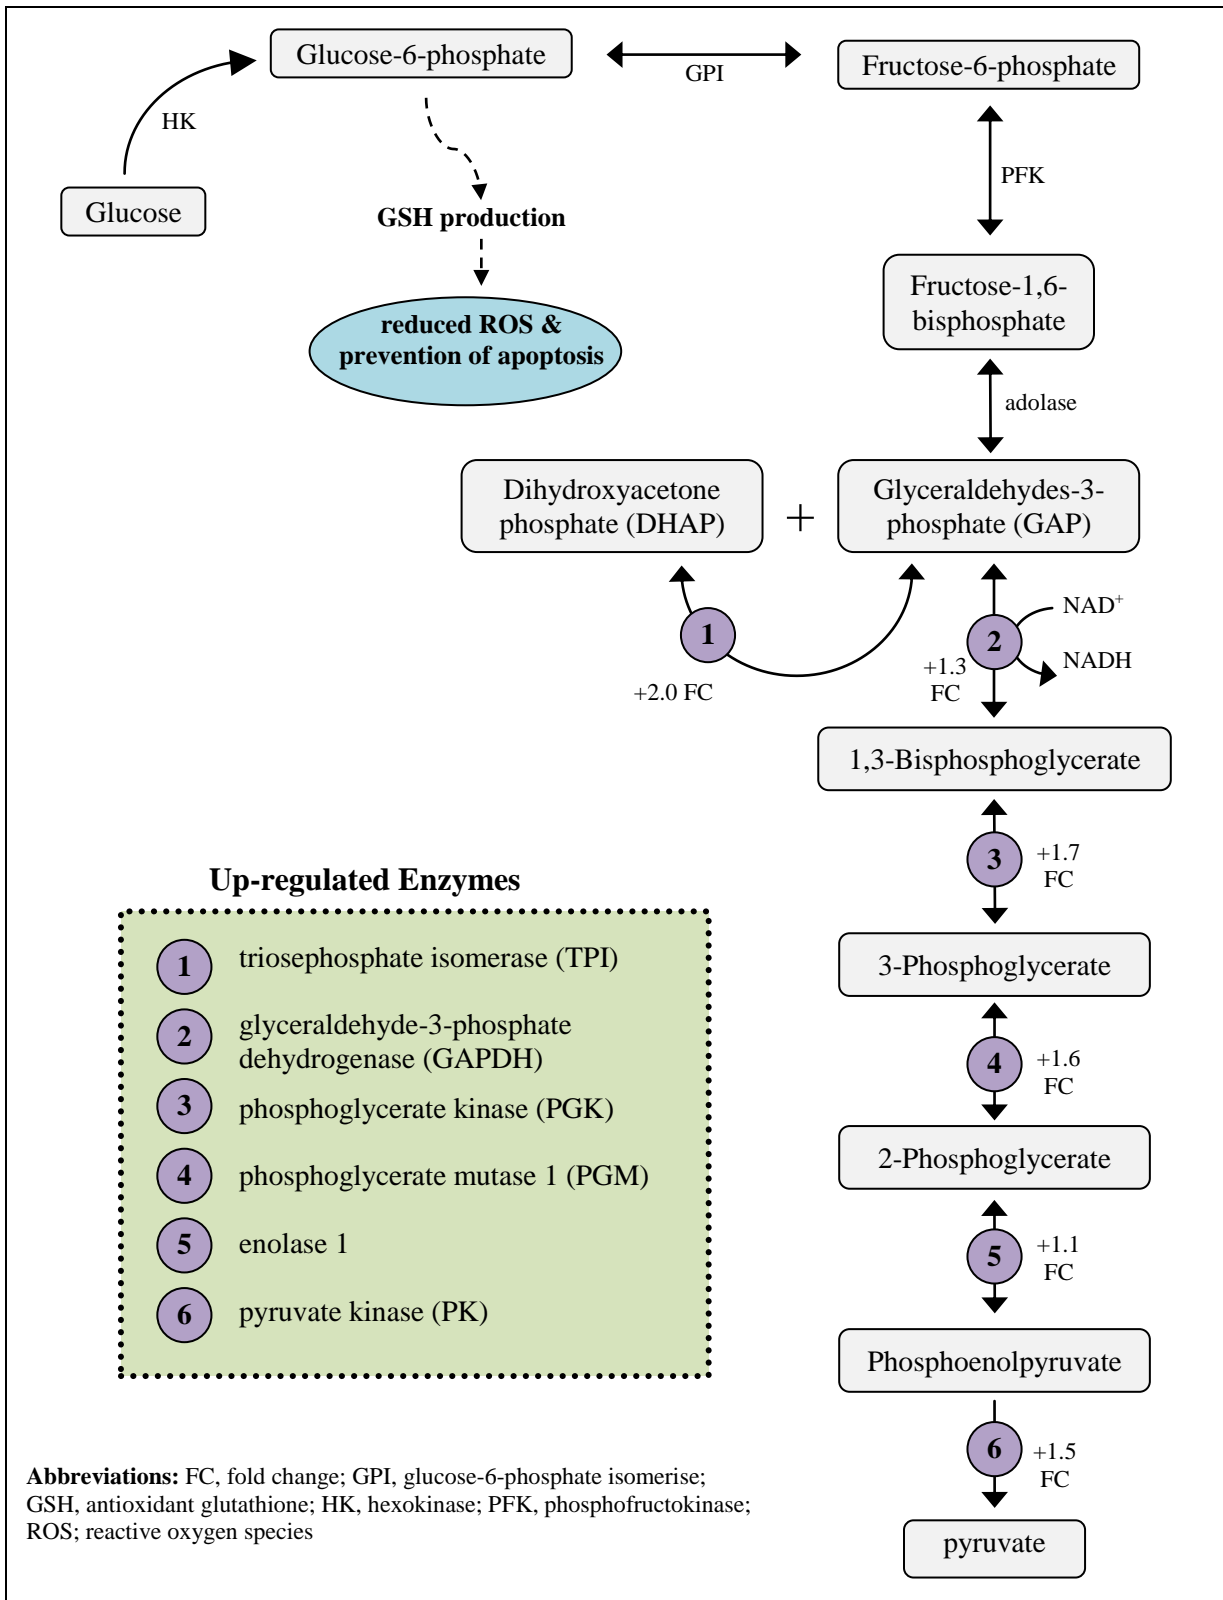 Glucose-6-phosphate
GPI
Fructose-6-phosphate
HK
Glucose
PFK
GSH production
reduced ROS &
prevention of apoptosis
Fructose-1,6-
bisphosphate
adolase
Dihydroxyacetone
phosphate (DHAP)
+
Glyceraldehydes-3-
phosphate (GAP)
1
+2.0 FC
2
+1.3
FC
NAD+
NADH
1,3-Bisphosphoglycerate
3
+1.7
FC
3-Phosphoglycerate
4
+1.6
FC
2-Phosphoglycerate
5
+1.1
FC
Phosphoenolpyruvate
6
+1.5
FC
pyruvate
Up-regulated Enzymes
1 triosephosphate isomerase (TPI)
2 glyceraldehyde-3-phosphate
dehydrogenase (GAPDH)
3 phosphoglycerate kinase (PGK)
4 phosphoglycerate mutase 1 (PGM)
5 enolase 1
6 pyruvate kinase (PK)
Abbreviations: FC, fold change; GPI, glucose-6-phosphate isomerise;
GSH, antioxidant glutathione; HK, hexokinase; PFK, phosphofructokinase;
ROS; reactive oxygen species